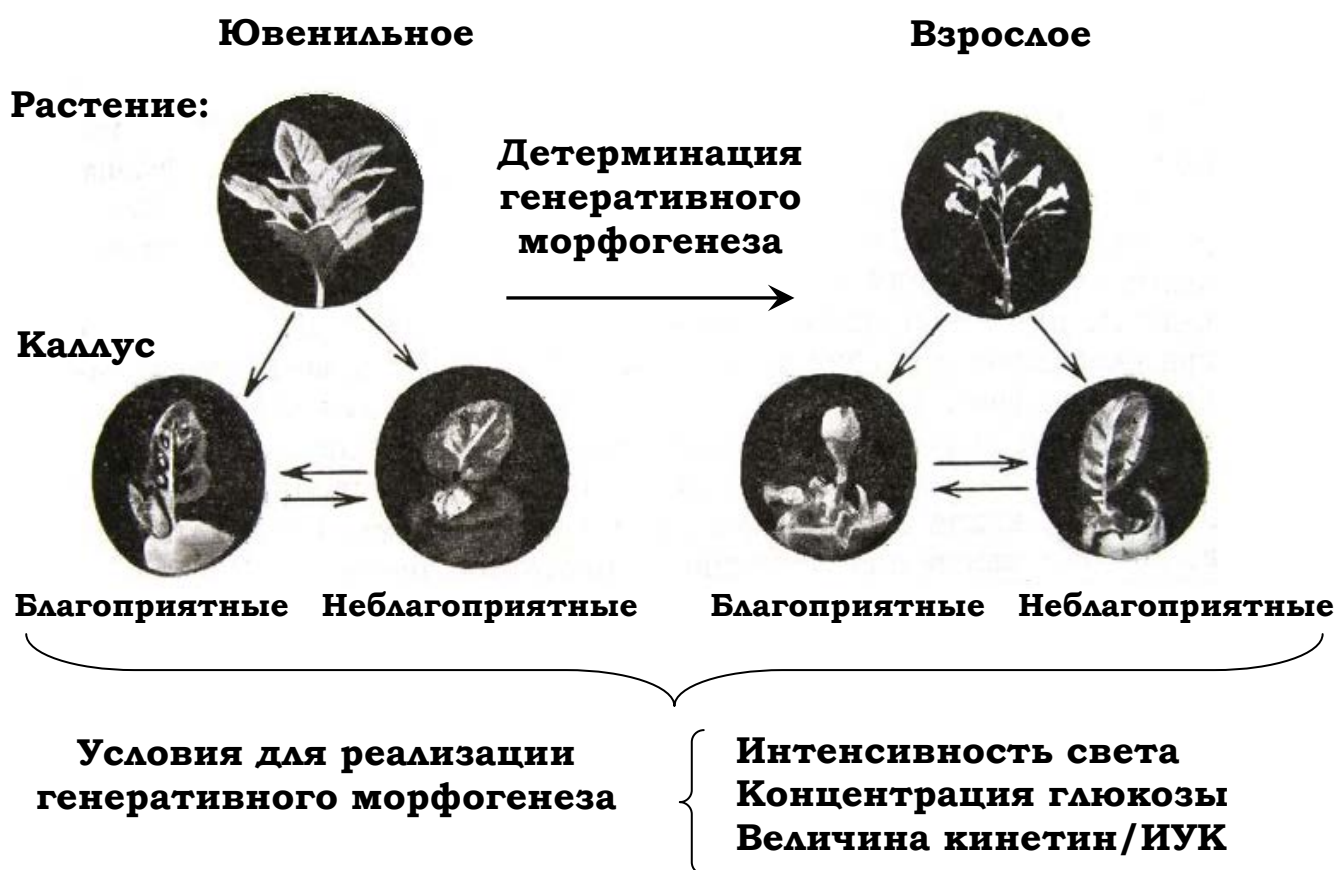 Ювенильное
Взрослое
Растение:
Детерминация
генеративного
морфогенеза
Каллус
Благоприятные
Неблагоприятные
Благоприятные
Неблагоприятные
Условия для реализации
генеративного морфогенеза
Интенсивность света
Концентрация глюкозы
Величина кинетин/ИУК